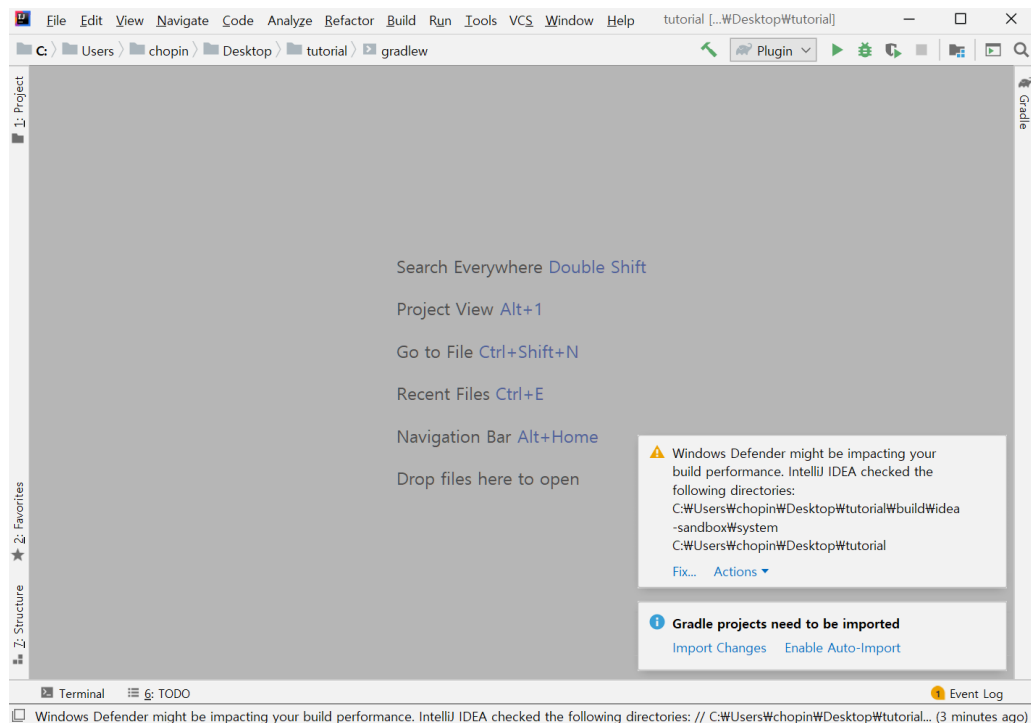 File Edit View Navigate Code Analyze Refactor Build Run Tools VCS Window Help tutorial [...₩Desktop₩tutorial]
C: Users chopin Desktop tutorial gradlew Plugin
1: Project
Gradle
Search Everywhere Double Shift
Project View Alt+1
Go to File Ctrl+Shift+N
Recent Files Ctrl+E
Navigation Bar Alt+Home
Drop files here to open
2: Favorites
7: Structure
Windows Defender might be impacting your
build performance. IntelliJ IDEA checked the
following directories:
C:₩Users₩chopin₩Desktop₩tutorial₩build₩idea
-sandbox₩system
C:₩Users₩chopin₩Desktop₩tutorial
Fix... Actions
Gradle projects need to be imported
Import Changes Enable Auto-Import
Terminal 6: TODO 1 Event Log
Windows Defender might be impacting your build performance. IntelliJ IDEA checked the following directories: // C:₩Users₩chopin₩Desktop₩tutorial... (3 minutes ago)